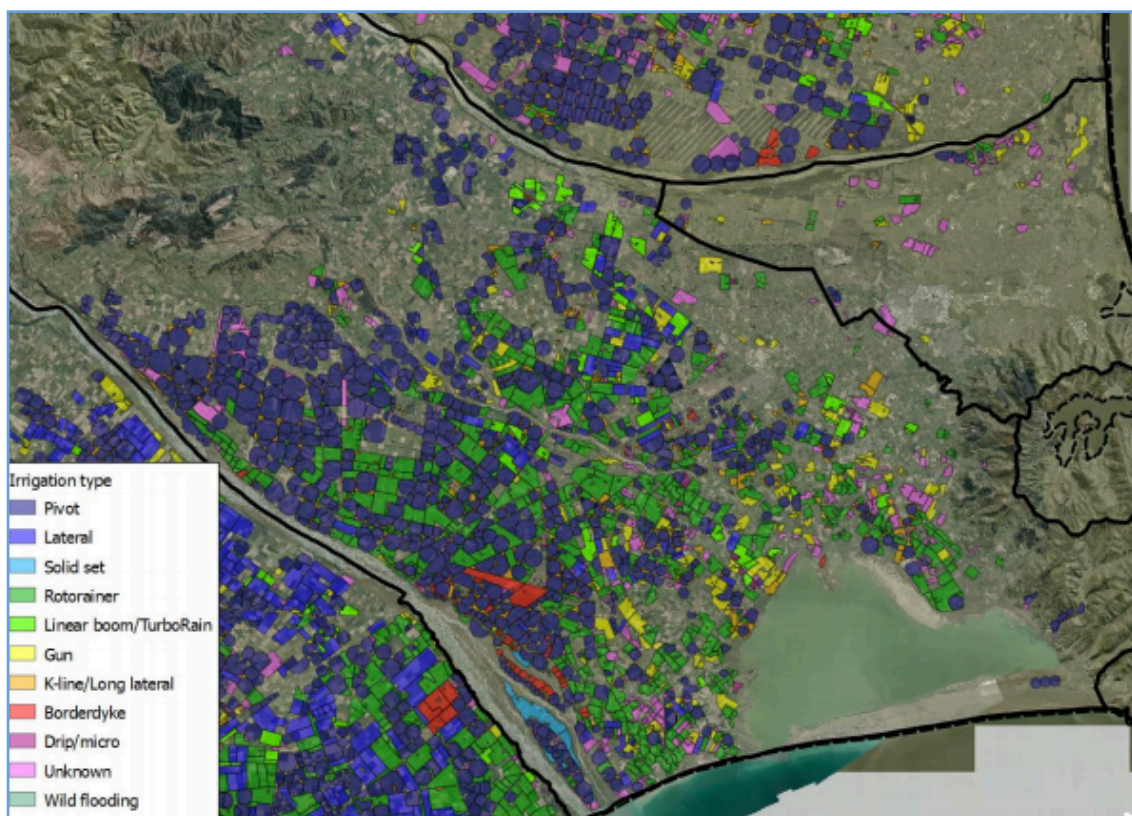 Irrigation type
Pivot
Lateral
Solid set
Rotorainer
Linear boom/TurboRain
Gun
K-line/Long lateral
Borderdyke
Drip/micro
Unknown
Wild flooding